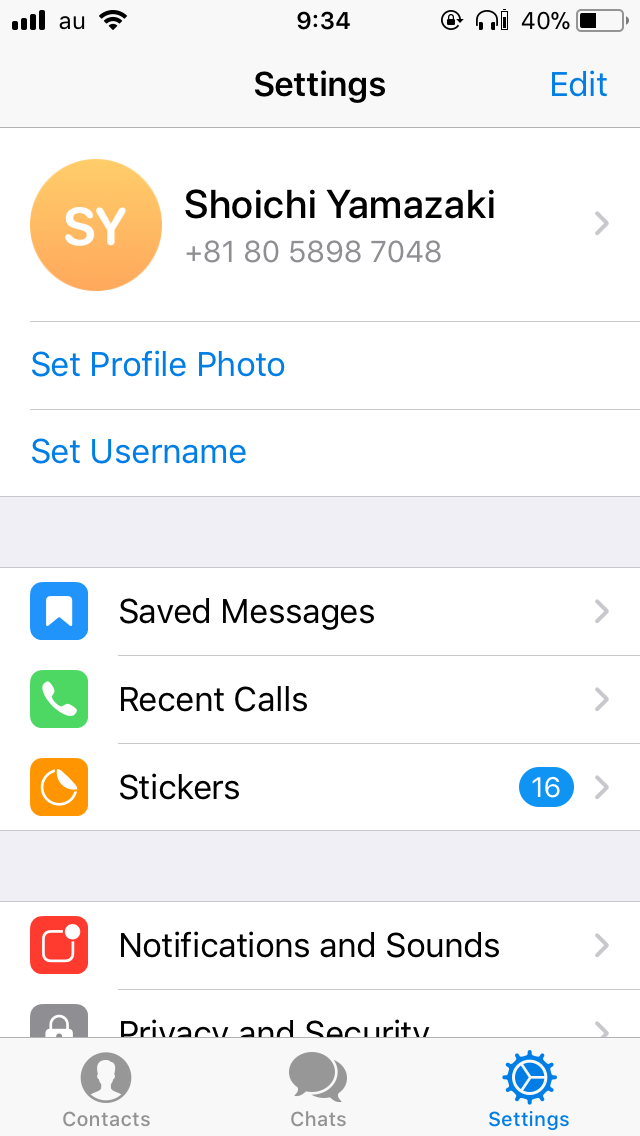 au 9:34 40%
Settings Edit
SY
Shoichi Yamazaki
+81 80 5898 7048
Set Profile Photo
Set Username
Saved Messages
Recent Calls
Stickers 16
Notifications and Sounds
Privacy and Security
Contacts Chats Settings